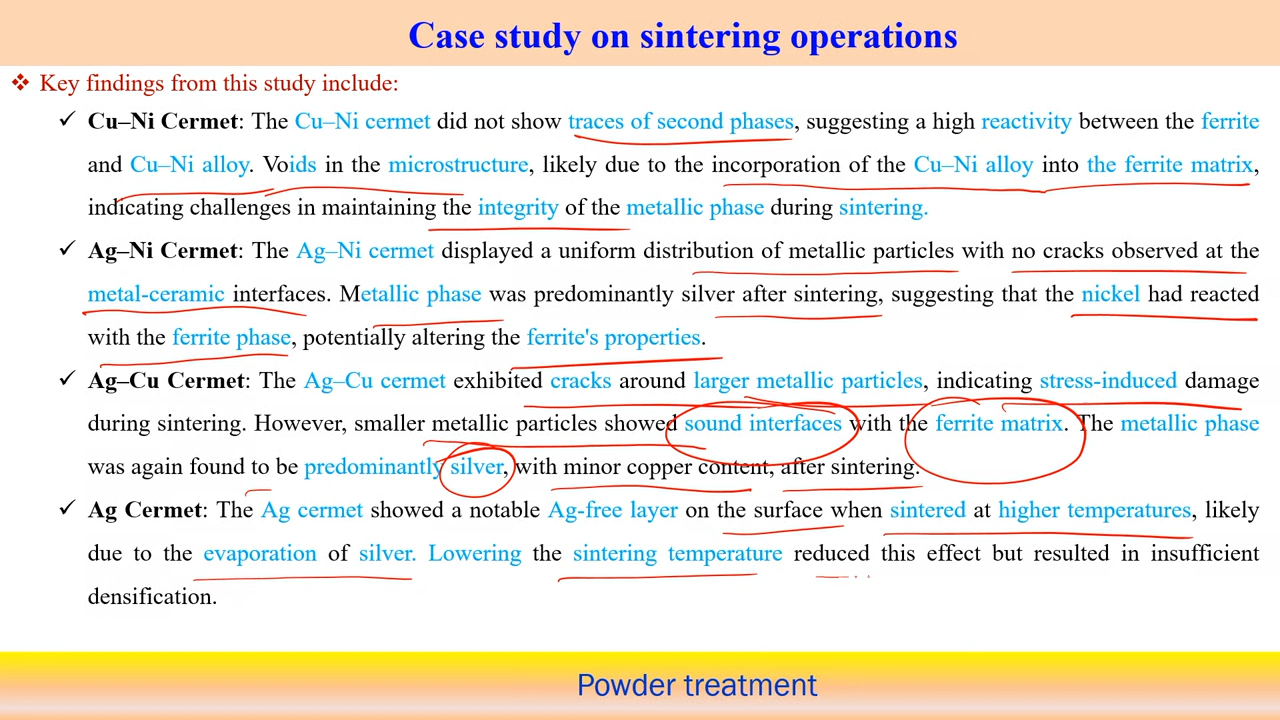 Case study on sintering operations
❖ Key findings from this study include:
✓ Cu–Ni Cermet: The Cu–Ni cermet did not show traces of second phases, suggesting a high reactivity between the ferrite
and Cu–Ni alloy. Voids in the microstructure, likely due to the incorporation of the Cu–Ni alloy into the ferrite matrix,
indicating challenges in maintaining the integrity of the metallic phase during sintering.
✓ Ag–Ni Cermet: The Ag–Ni cermet displayed a uniform distribution of metallic particles with no cracks observed at the
metal-ceramic interfaces. Metallic phase was predominantly silver after sintering, suggesting that the nickel had reacted
with the ferrite phase, potentially altering the ferrite's properties.
✓ Ag–Cu Cermet: The Ag–Cu cermet exhibited cracks around larger metallic particles, indicating stress-induced damage
during sintering. However, smaller metallic particles showed sound interfaces with the ferrite matrix. The metallic phase
was again found to be predominantly silver, with minor copper content, after sintering.
✓ Ag Cermet: The Ag cermet showed a notable Ag-free layer on the surface when sintered at higher temperatures, likely
due to the evaporation of silver. Lowering the sintering temperature reduced this effect but resulted in insufficient
densification.
Powder treatment